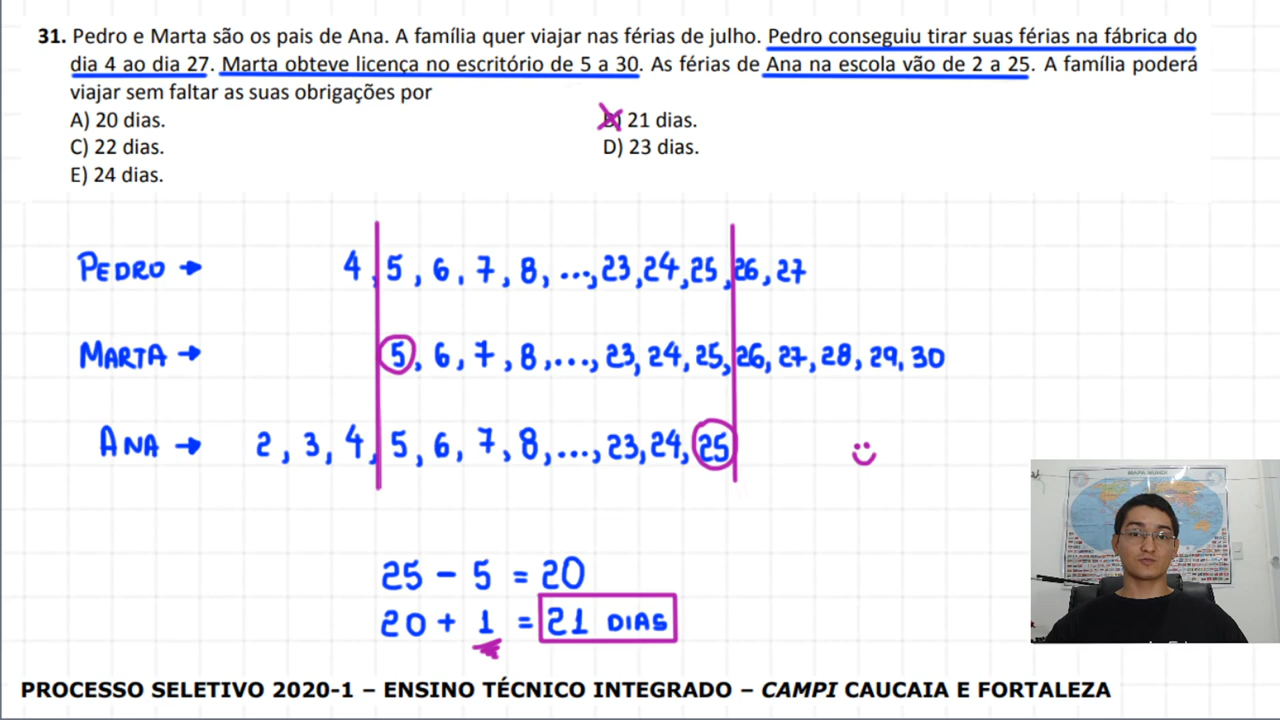 31. Pedro e Marta são os pais de Ana. A família quer viajar nas férias de julho. Pedro conseguiu tirar suas férias na fábrica do
dia 4 ao dia 27. Marta obteve licença no escritório de 5 a 30. As férias de Ana na escola vão de 2 a 25. A família poderá
viajar sem faltar as suas obrigações por
A) 20 dias.
B) 21 dias.
C) 22 dias.
D) 23 dias.
E) 24 dias.
PEDRO → 4, 5, 6, 7, 8, ..., 23, 24, 25, 26, 27
MARTA → 5, 6, 7, 8, ..., 23, 24, 25, 26, 27, 28, 29, 30
ANA → 2, 3, 4, 5, 6, 7, 8, ..., 23, 24, 25
25 - 5 = 20
20 + 1 = 21 DIAS
MAPA-MÚNDI
PROCESSO SELETIVO 2020-1 – ENSINO TÉCNICO INTEGRADO – CAMPI CAUCAIA E FORTALEZA